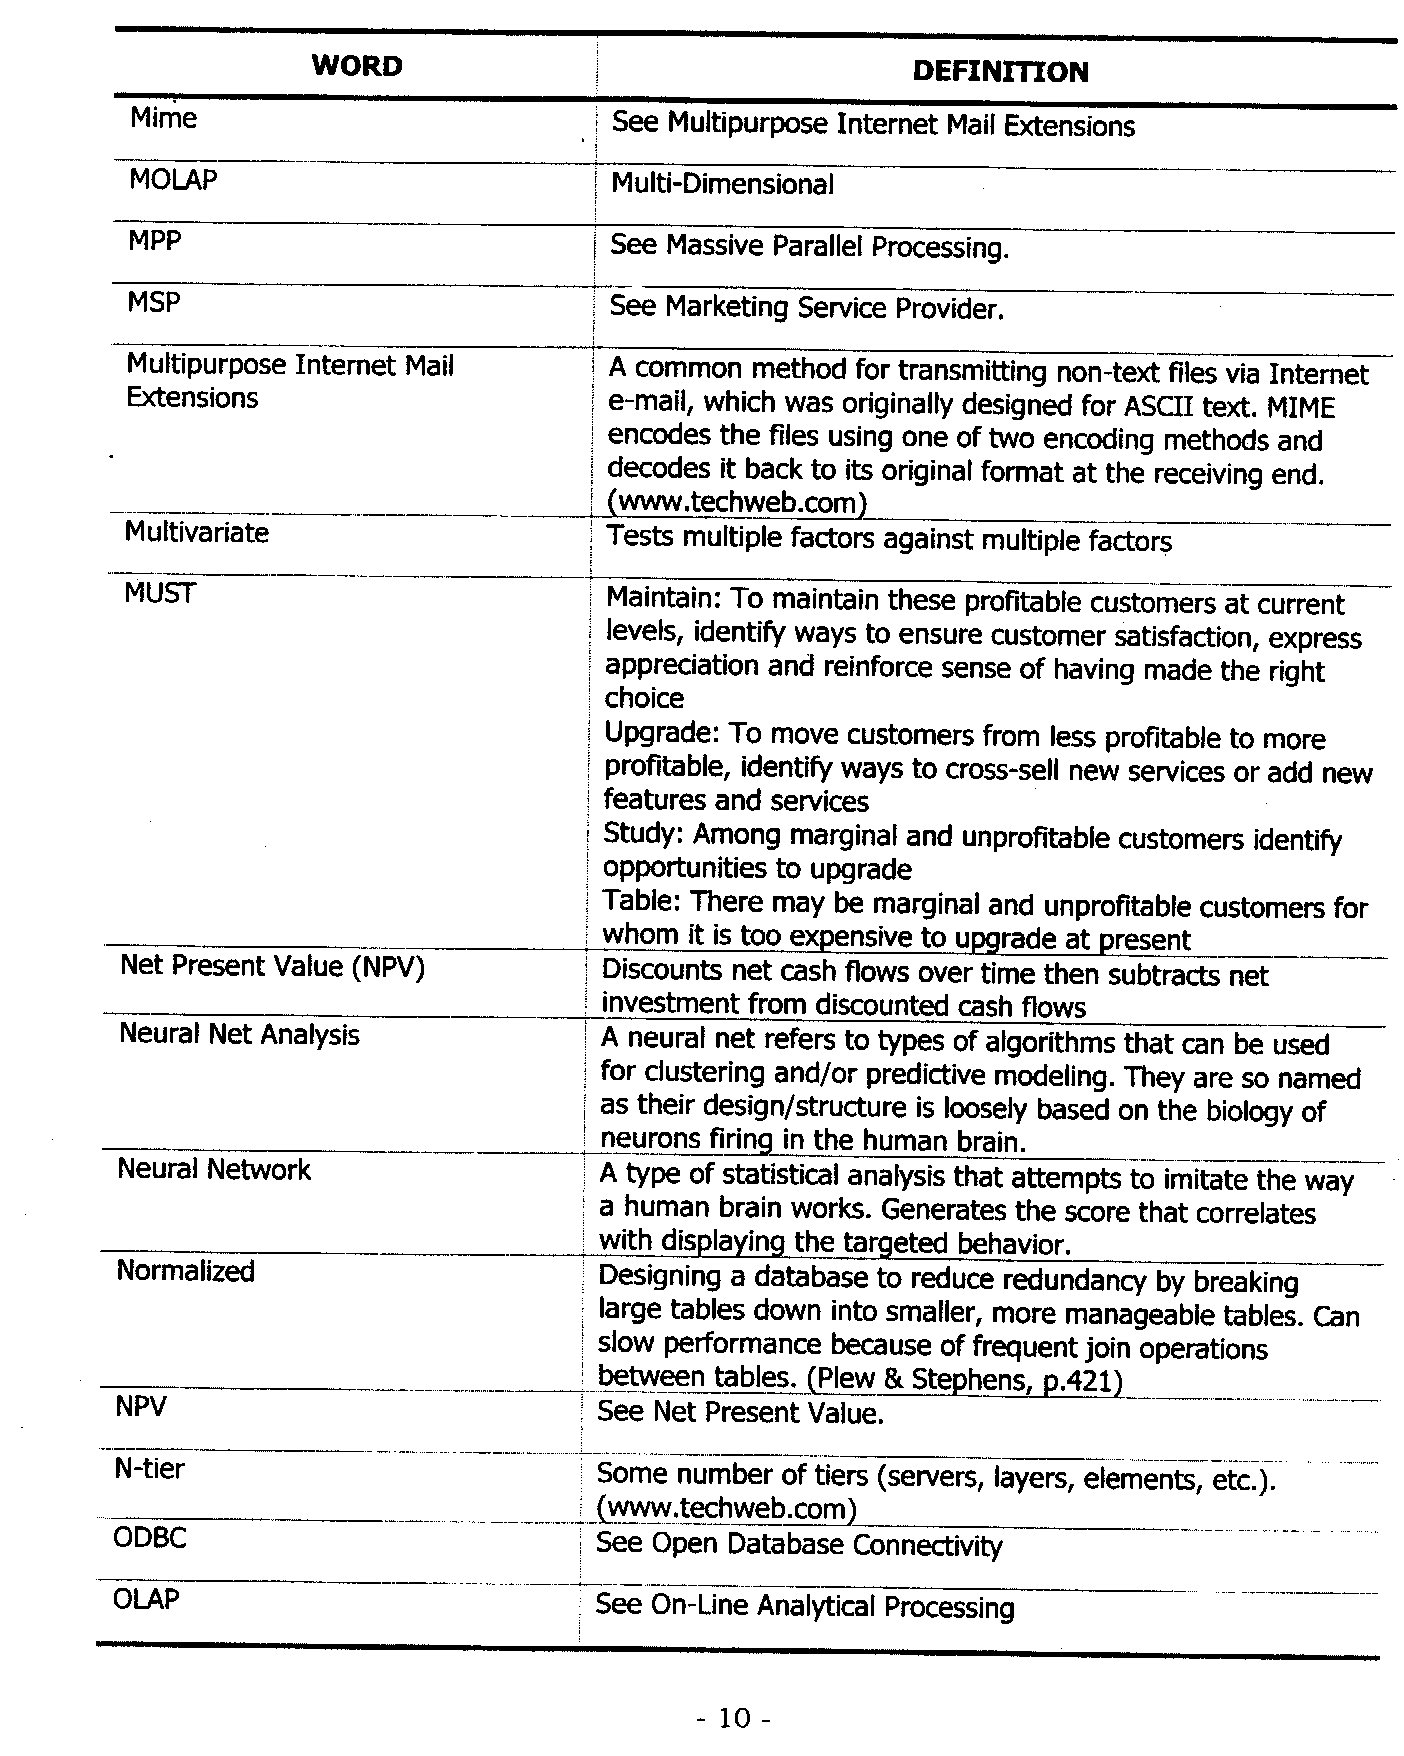 WORD DEFINITION
Mime See Multipurpose Internet Mail Extensions
MOLAP Multi-Dimensional
MPP See Massive Parallel Processing.
MSP See Marketing Service Provider.
Multipurpose Internet Mail A common method for transmitting non-text files via Internet
Extensions e-mail, which was originally designed for ASCII text. MIME
encodes the files using one of two encoding methods and
decodes it back to its original format at the receiving end.
(www.techweb.com)
Multivariate Tests multiple factors against multiple factors
MUST Maintain: To maintain these profitable customers at current
levels, identify ways to ensure customer satisfaction, express
appreciation and reinforce sense of having made the right
choice
Upgrade: To move customers from less profitable to more
profitable, identify ways to cross-sell new services or add new
features and services
Study: Among marginal and unprofitable customers identify
opportunities to upgrade
Table: There may be marginal and unprofitable customers for
whom it is too expensive to upgrade at present
Net Present Value (NPV) Discounts net cash flows over time then subtracts net
investment from discounted cash flows
Neural Net Analysis A neural net refers to types of algorithms that can be used
for clustering and/or predictive modeling. They are so named
as their design/structure is loosely based on the biology of
neurons firing in the human brain.
Neural Network A type of statistical analysis that attempts to imitate the way
a human brain works. Generates the score that correlates
with displaying the targeted behavior.
Normalized Designing a database to reduce redundancy by breaking
large tables down into smaller, more manageable tables. Can
slow performance because of frequent join operations
between tables. (Plew & Stephens, p.421)
NPV See Net Present Value.
N-tier Some number of tiers (servers, layers, elements, etc.).
(www.techweb.com)
ODBC See Open Database Connectivity
OLAP See On-Line Analytical Processing
- 10 -